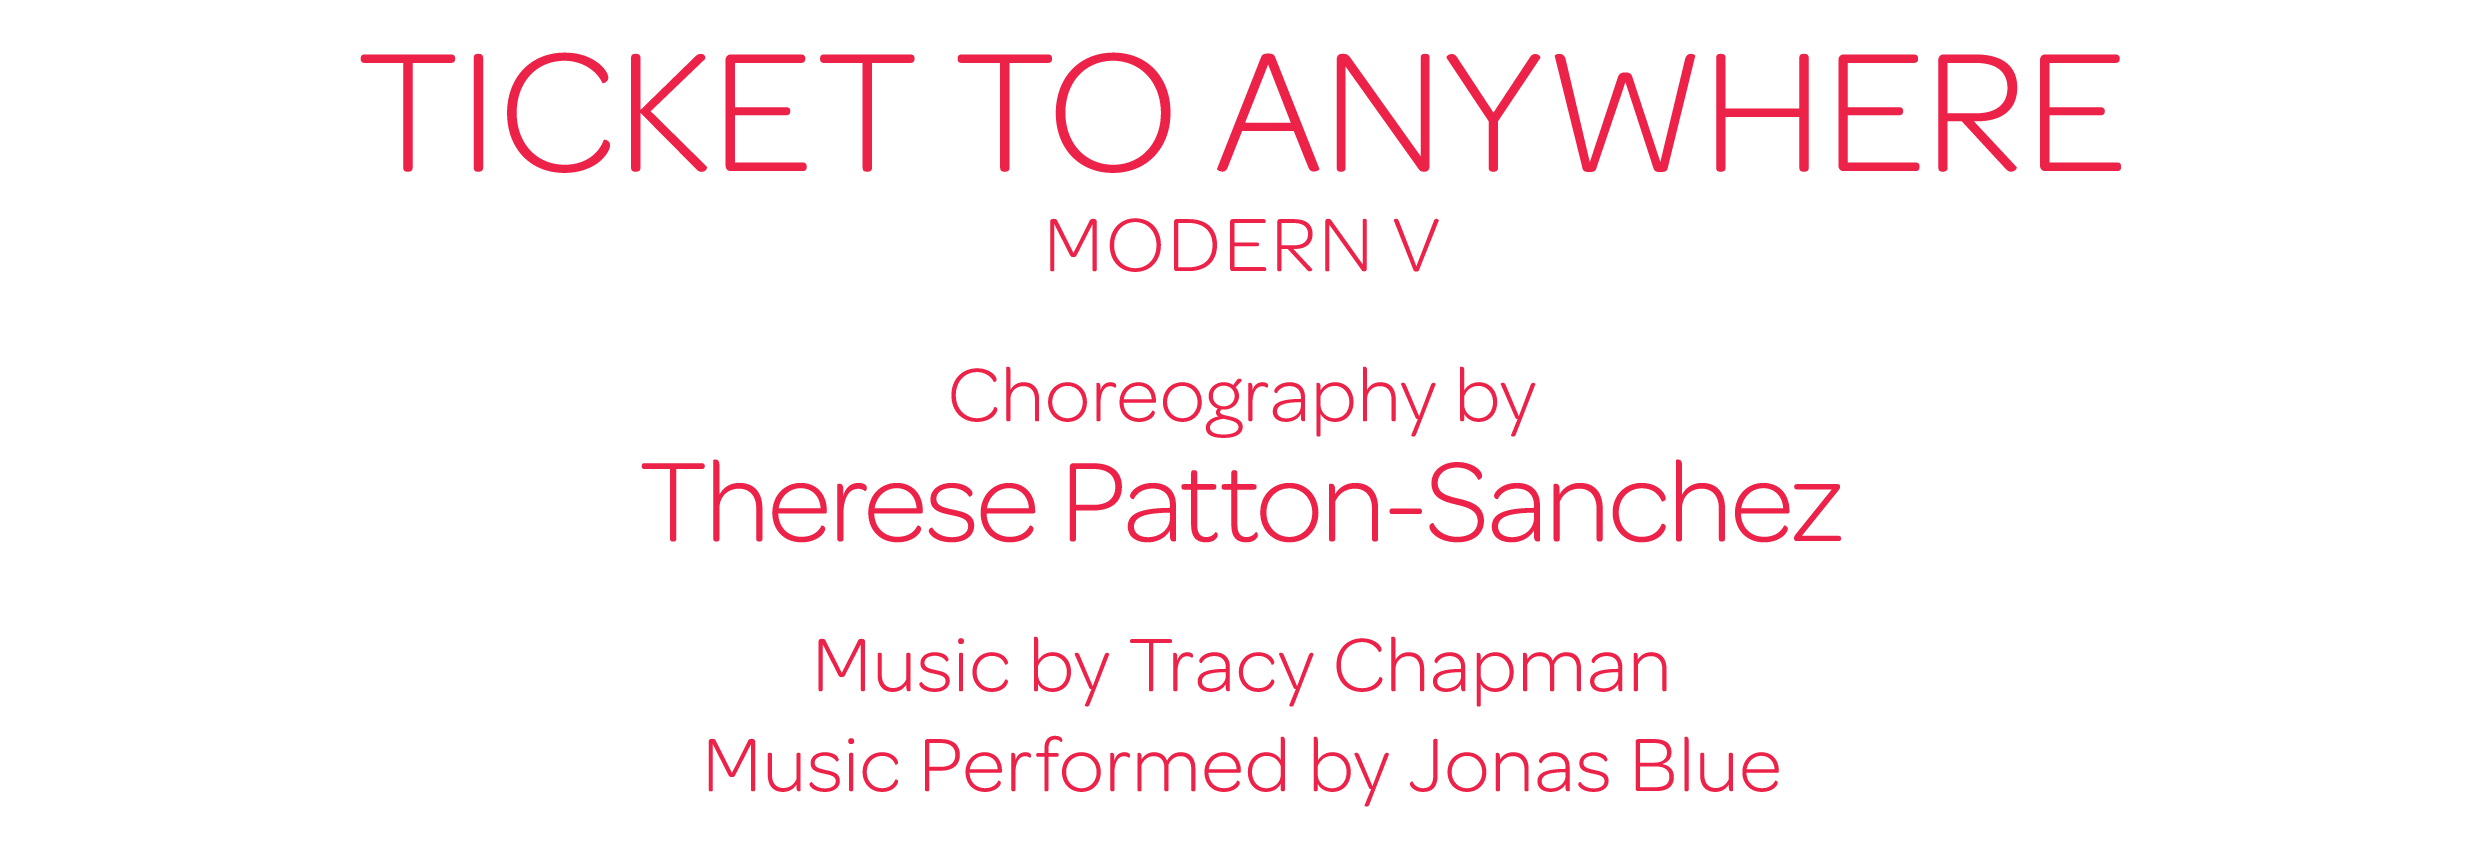 TICKET TO ANYWHERE
MODERN V
Choreography by
Therese Patton-Sanchez
Music by Tracy Chapman
Music Performed by Jonas Blue